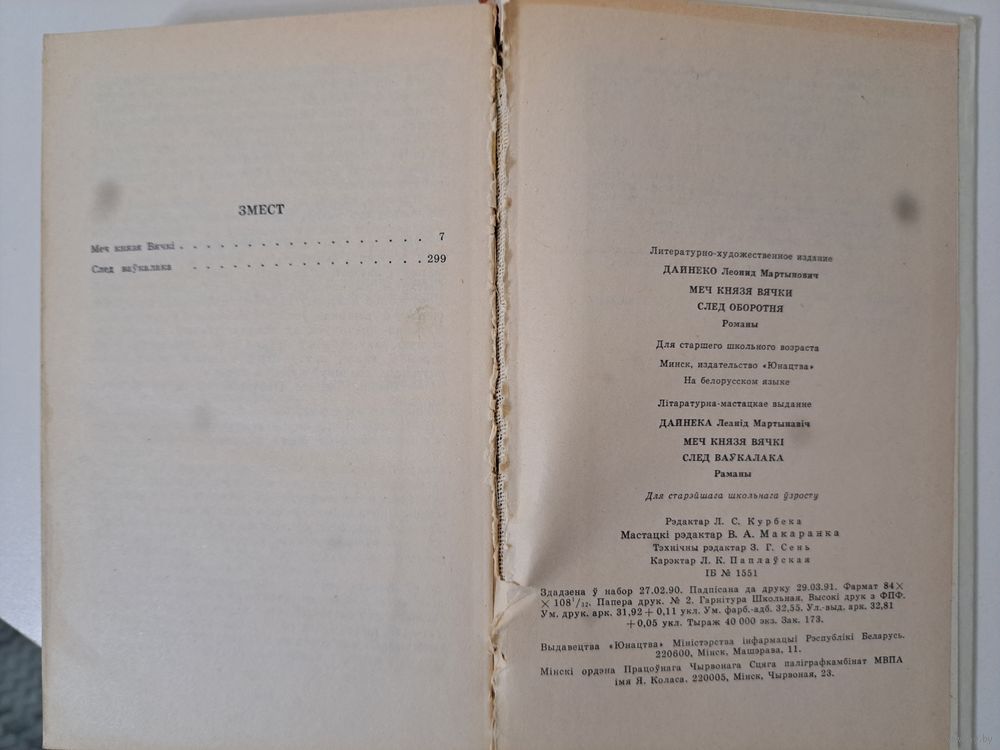 ЗМЕСТ
Меч князя Вячкі . . . . . . . . . . . . . . . . . . 7
След ваўкалака . . . . . . . . . . . . . . . . . . 299
Литературно-художественное издание
ДАЙНЕКО Леонид Мартынович
МЕЧ КНЯЗЯ ВЯЧКИ
СЛЕД ОБОРОТНЯ
Романы
Для старшего школьного возраста
Минск, издательство «Юнацтва»
На белорусском языке
Літаратурна-мастацкае выданне
ДАЙНЕКА Леанід Мартынавіч
МЕЧ КНЯЗЯ ВЯЧКІ
СЛЕД ВАЎКАЛАКА
Раманы
Для старэйшага школьнага ўзросту
Рэдактар Л. С. Курбека
Мастацкі рэдактар В. А. Макаранка
Тэхнічны рэдактар З. Г. Сень
Карэктар Л. К. Паплаўская
ІБ № 1551
Здадзена ў набор 27.02.90. Падпісана да друку 29.03.91. Фармат 84×
×108¹/₃₂. Папера друк. № 2. Гарнітура Школьная. Высокі друк з ФПФ.
Ум. друк. арк. 31,92+0,11 укл. Ум. фарб.-адб. 32,55. Ул.-выд. арк. 32,81
+0,05 укл. Тыраж 40 000 экз. Зак. 173.
Выдавецтва «Юнацтва» Міністэрства інфармацыі Рэспублікі Беларусь.
220600, Мінск, Машэрава, 11.
Мінскі ордэна Працоўнага Чырвонага Сцяга паліграфкамбінат МВПА
імя Я. Коласа. 220005, Мінск, Чырвоная, 23.